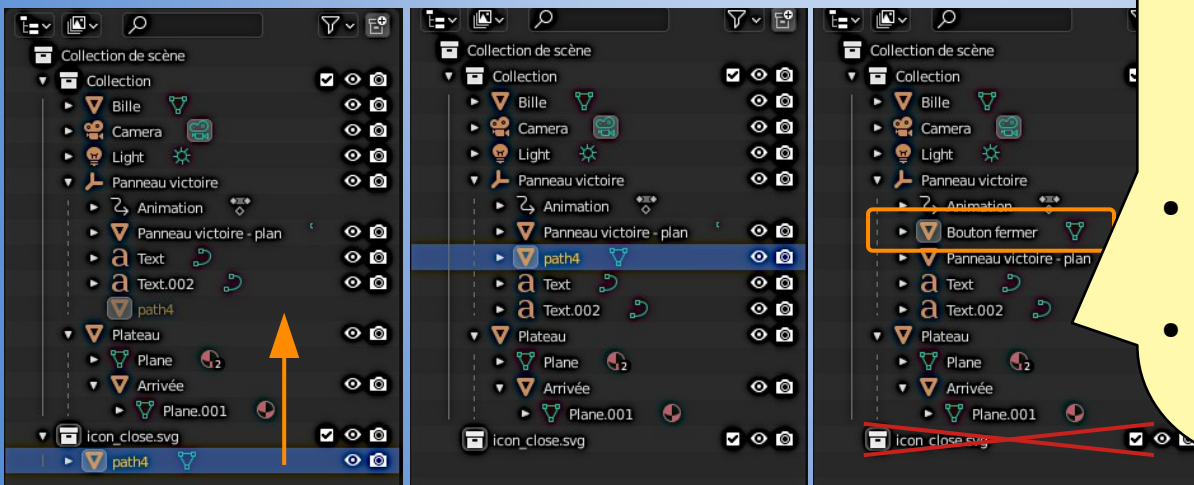 Collection de scène
Collection
Bille
Camera
Light
Panneau victoire
Animation
Panneau victoire - plan
Text
Text.002
path4
Plateau
Plane
2
Arrivée
Plane.001
icon_close.svg
path4
Collection de scène
Collection
Bille
Camera
Light
Panneau victoire
Animation
Panneau victoire - plan
path4
Text
Text.002
Plateau
Plane
2
Arrivée
Plane.001
icon_close.svg
Collection de scène
Collection
Bille
Camera
Light
Panneau victoire
Animation
Bouton fermer
Panneau victoire - plan
Text
Text.002
Plateau
Plane
2
Arrivée
Plane.001
icon_close.svg